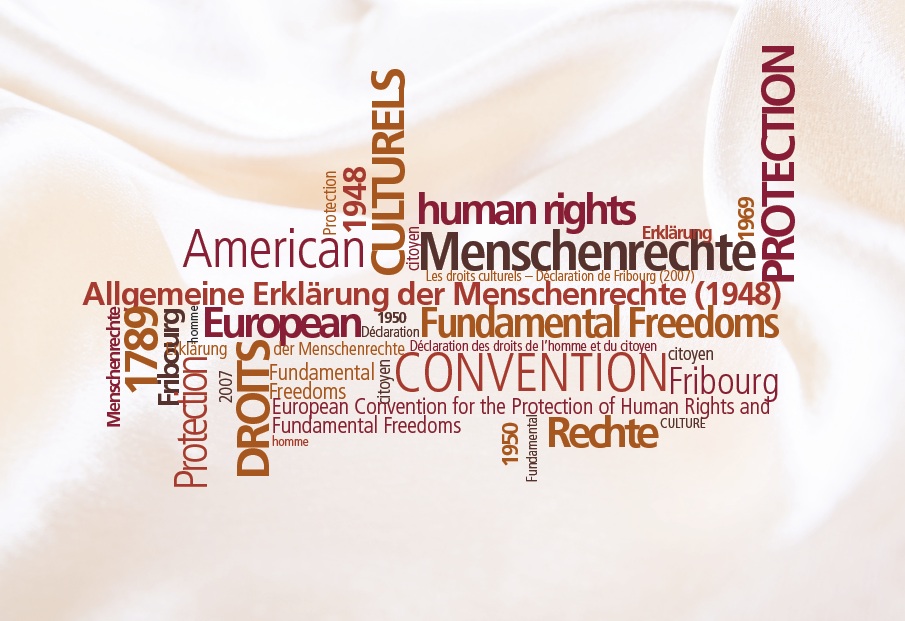 PROTECTION
CULTURELS
Protection
1948
human rights
1969
Erklärung
American
citoyen
Menschenrechte
Les droits culturels – Déclaration de Fribourg (2007)
Allgemeine Erklärung der Menschenrechte (1948)
Menschenrechte
1789
Fribourg
homme
European
1950
Déclaration
Fundamental Freedoms
Erklärung der Menschenrechte
Déclaration des droits de l'homme et du citoyen
Protection
2007
DROITS
Fundamental
Freedoms
citoyen
CONVENTION
citoyen
Fribourg
European Convention for the Protection of Human Rights and
Fundamental Freedoms
homme
1950
Fundamental
Rechte
CULTURE